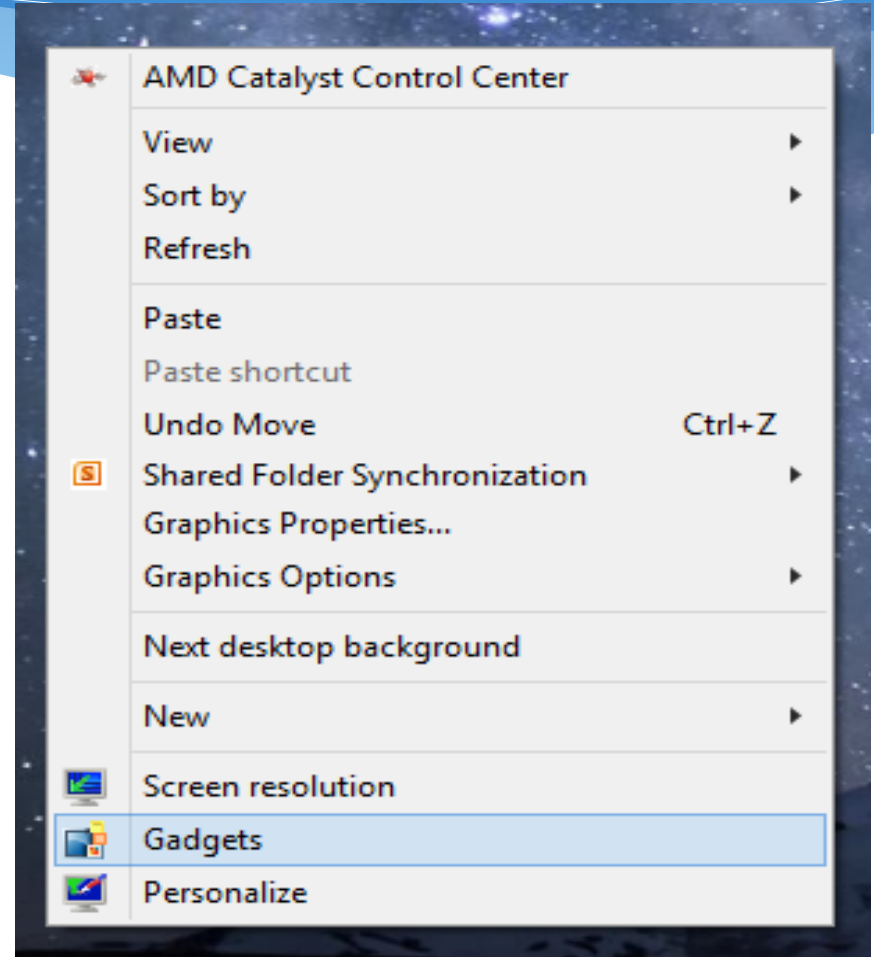 AMD Catalyst Control Center
View
Sort by
Refresh
Paste
Paste shortcut
Undo Move Ctrl+Z
Shared Folder Synchronization
Graphics Properties...
Graphics Options
Next desktop background
New
Screen resolution
Gadgets
Personalize